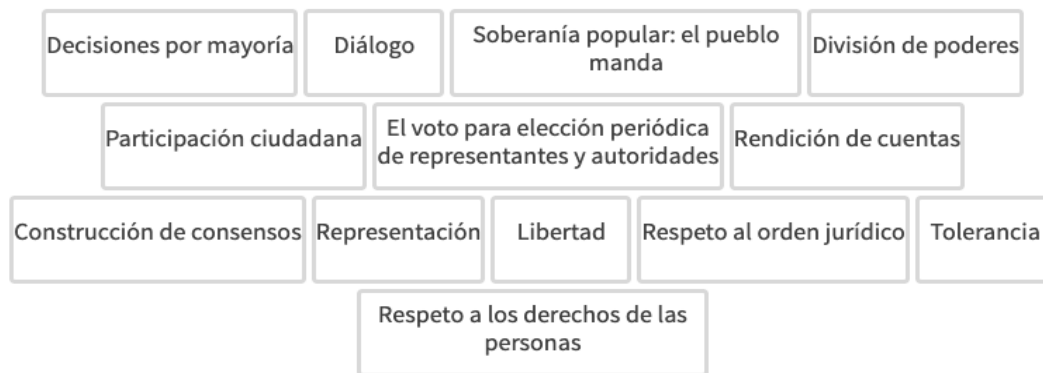 Decisiones por mayoría
Diálogo
Soberanía popular: el pueblo
manda
División de poderes
Participación ciudadana
El voto para elección periódica
de representantes y autoridades
Rendición de cuentas
Construcción de consensos
Representación
Libertad
Respeto al orden jurídico
Tolerancia
Respeto a los derechos de las
personas